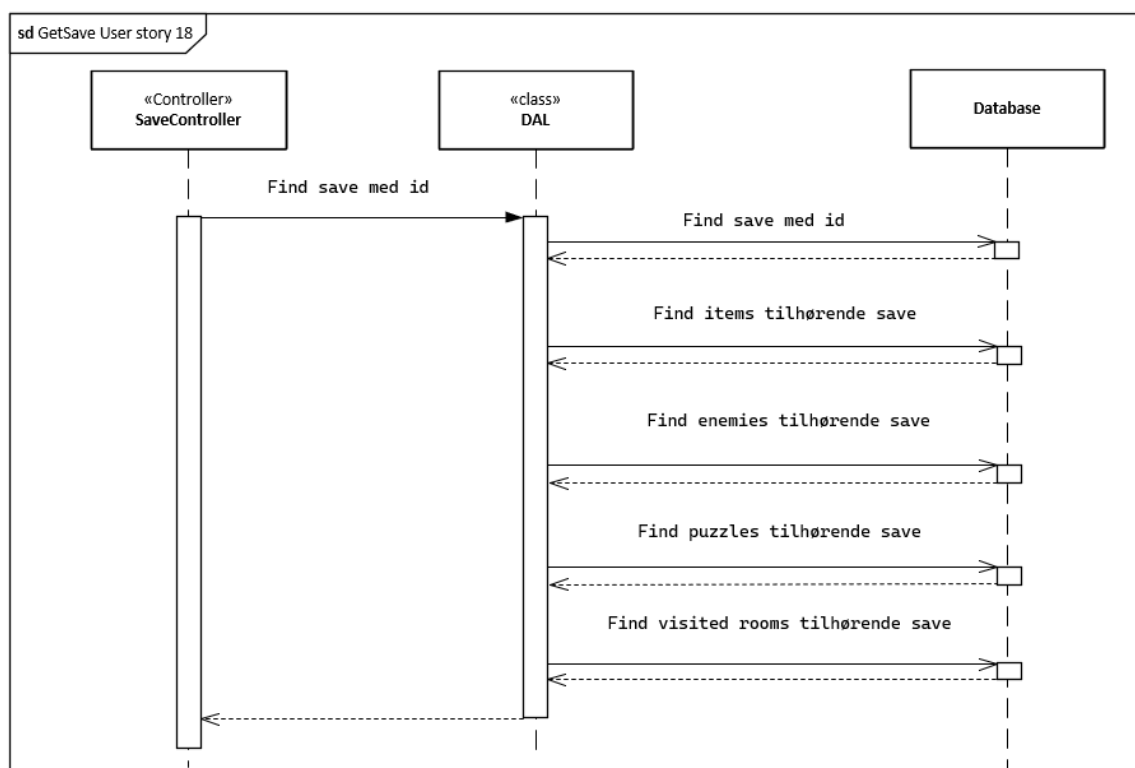 sd GetSave User story 18
«Controller»
SaveController
«class»
DAL
Database
Find save med id
Find save med id
Find items tilhørende save
Find enemies tilhørende save
Find puzzles tilhørende save
Find visited rooms tilhørende save